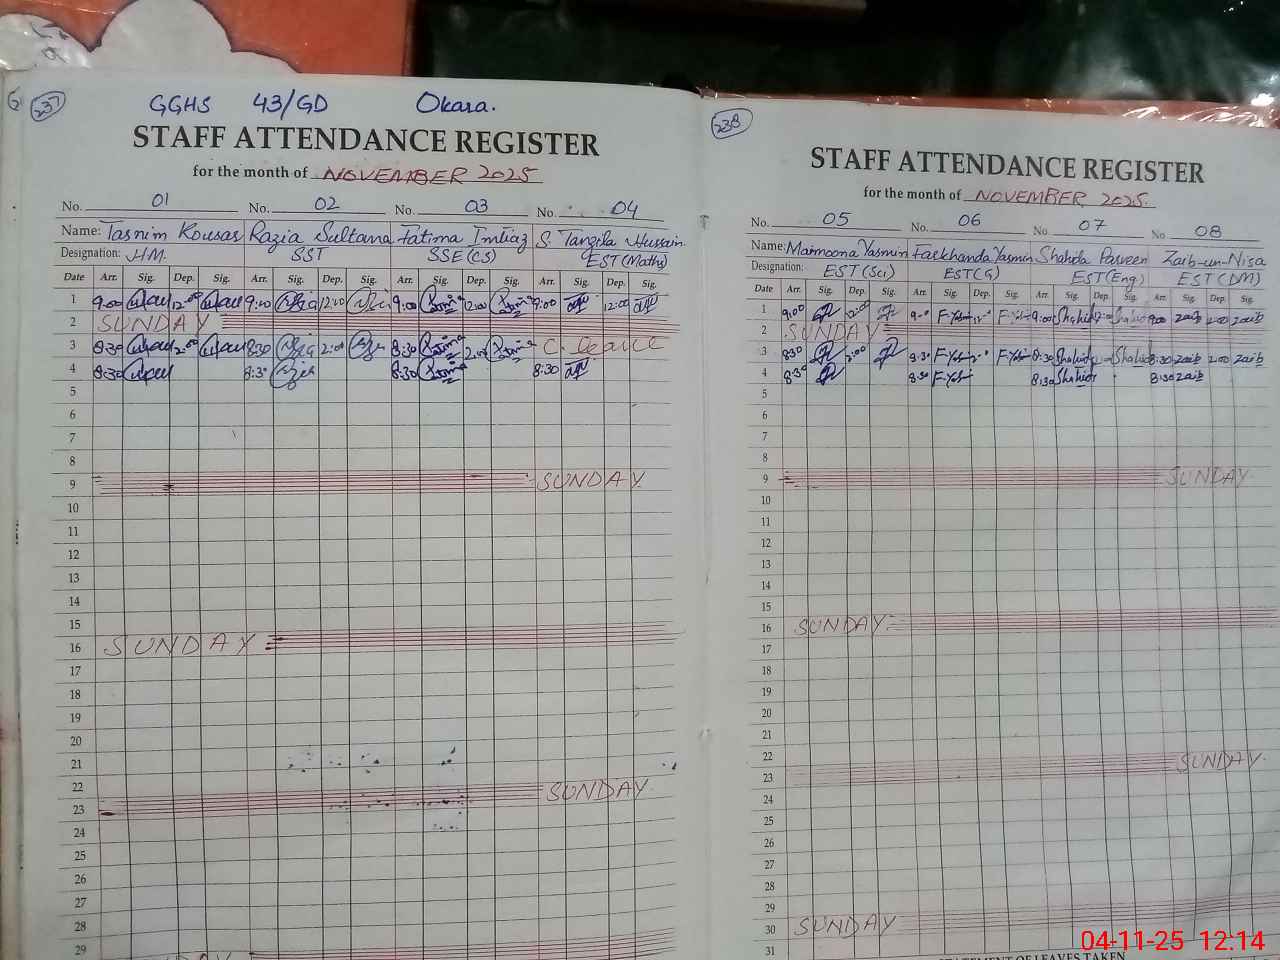 237
GGHS 43/GD Okara.
STAFF ATTENDANCE REGISTER
for the month of NOVEMBER 2025
No. 01 No. 02 No. 03 No. 04
Name: Tasnim Kousar Razia Sultana Fatima Imtiaz S. Tanzila Hussain
Designation: HM. SST SSE(CS) EST(Maths)
Date Arr. Sig. Dep. Sig. Arr. Sig. Dep. Sig. Arr. Sig. Dep. Sig. Arr. Sig. Dep. Sig.
1 9:00 12:00 9:00 12:00 9:00 12:00 9:00 12:00
2 SUNDAY
3 8:30 2:00 8:30 2:00 8:30 2:00 C. leave
4 8:30 8:30 8:30 8:30
5
6
7
8
9 SUNDAY
10
11
12
13
14
15
16 SUNDAY
17
18
19
20
21
22
23 SUNDAY
24
25
26
27
28
29
SUNDAY
238
STAFF ATTENDANCE REGISTER
for the month of NOVEMBER 2025.
No. 05 No. 06 No. 07 No. 08
Name: Maimoona Yasmin Farkhanda Yasmin Shahida Parveen Zaib-un-Nisa
Designation: EST(Sci) EST(G) EST(Eng) EST(DM)
Date Arr. Sig. Dep. Sig. Arr. Sig. Dep. Sig. Arr. Sig. Dep. Sig. Arr. Sig. Dep. Sig.
1 9:00 12:00 9:00 12:00 9:00 Shahida 12:00 Shahida 9:00 zaib 12:00 zaib
2 SUNDAY
3 8:30 2:00 8:30 2:00 8:30 Shahida Shahida 8:30 zaib 2:00 zaib
4 8:30 8:30 8:30 Shahida 8:30 zaib
5
6
7
8
9 SUNDAY
10
11
12
13
14
15
16 SUNDAY
17
18
19
20
21
22
23 SUNDAY
24
25
26
27
28
29
30 SUNDAY
31
STATEMENT OF LEAVES TAKEN
04-11-25 12:14